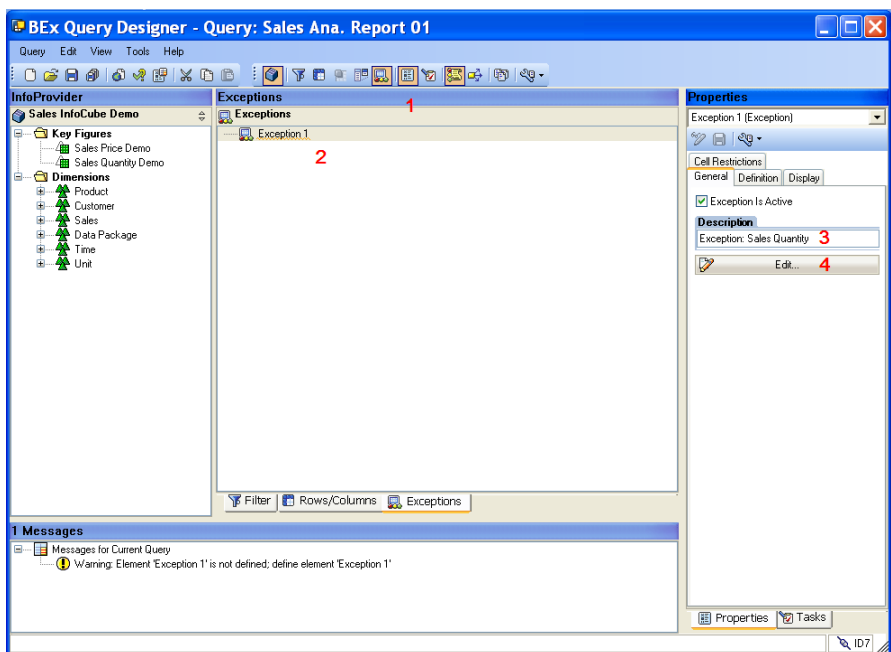 BEx Query Designer - Query: Sales Ana. Report 01
Query Edit View Tools Help
InfoProvider
Sales InfoCube Demo
Key Figures
Sales Price Demo
Sales Quantity Demo
Dimensions
Product
Customer
Sales
Data Package
Time
Unit
Exceptions
1
Exceptions
Exception 1
2
Filter Rows/Columns Exceptions
Properties
Exception 1 (Exception)
Cell Restrictions
General Definition Display
Exception Is Active
Description
Exception: Sales Quantity 3
Edit... 4
Properties Tasks
1 Messages
Messages for Current Query
Warning: Element 'Exception 1' is not defined; define element 'Exception 1'
ID7